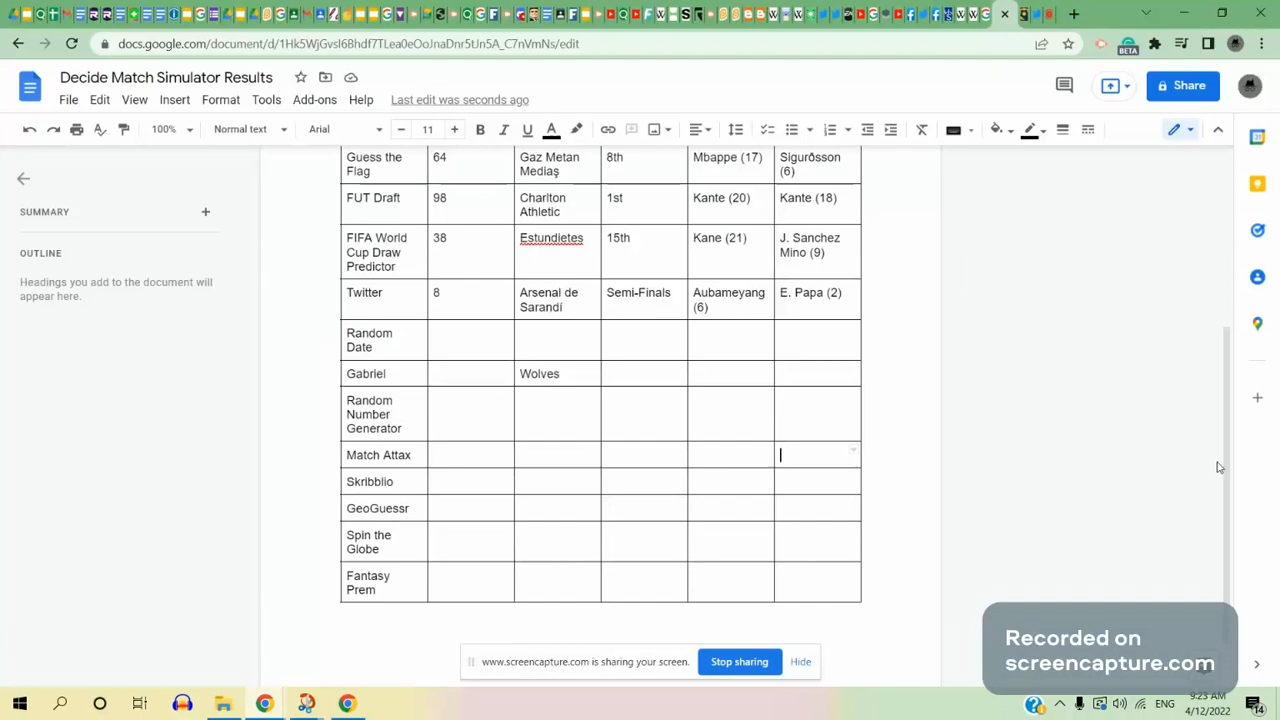 docs.google.com/document/d/1Hk5WjGvsI6Bhdf7TLea0eOoJnaDnr5tJn5A_C7nVmNs/edit
BETA
Decide Match Simulator Results
File Edit View Insert Format Tools Add-ons Help Last edit was seconds ago
Share
100% Normal text Arial 11
SUMMARY
OUTLINE
Headings you add to the document will
appear here.
Guess the 64 Gaz Metan 8th Mbappe (17) Sigurðsson
Flag Mediaş (6)
FUT Draft 98 Charlton 1st Kante (20) Kante (18)
Athletic
FIFA World 38 Estundietes 15th Kane (21) J. Sanchez
Cup Draw Mino (9)
Predictor
Twitter 8 Arsenal de Semi-Finals Aubameyang E. Papa (2)
Sarandí (6)
Random
Date
Gabriel Wolves
Random
Number
Generator
Match Attax
Skribblio
GeoGuessr
Spin the
Globe
Fantasy
Prem
www.screencapture.com is sharing your screen. Stop sharing Hide
Recorded on
screencapture.com
ENG
9:23 AM
4/12/2022
14